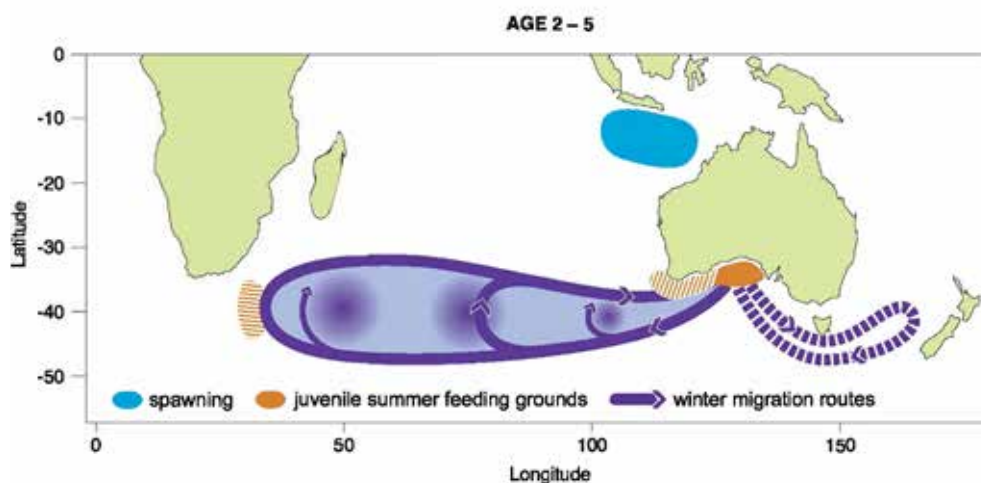 AGE 2 – 5
0
-10
-20
-30
-40
-50
Latitude
spawning juvenile summer feeding grounds winter migration routes
0 50 100 150
Longitude